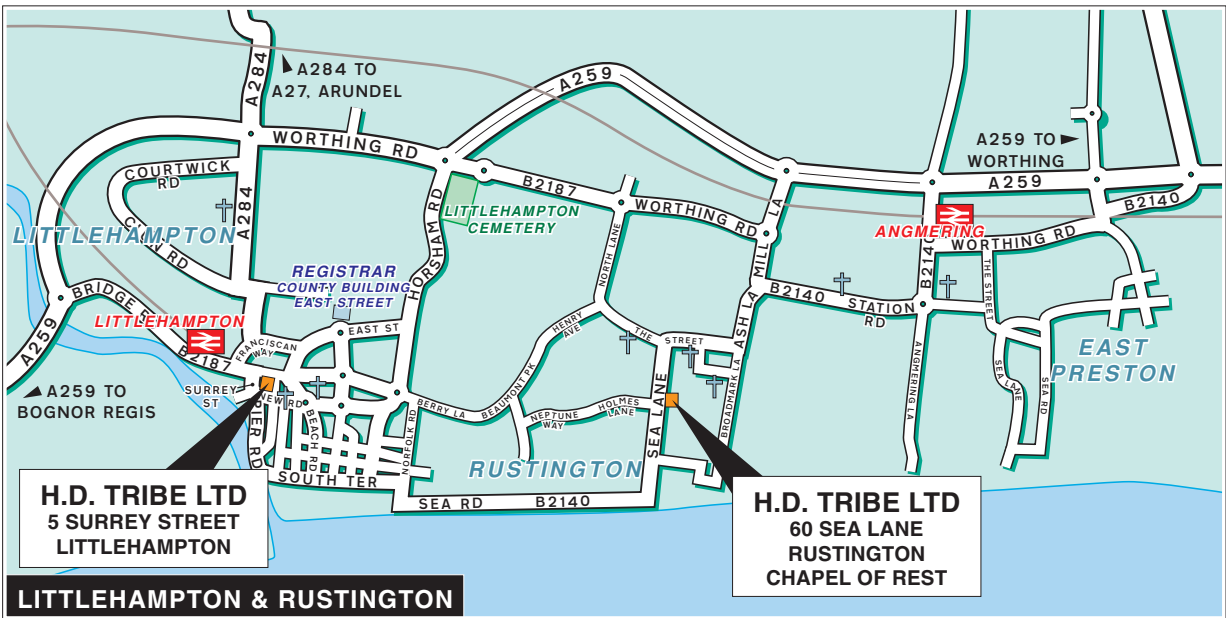 A259
A284
A284 TO
A27, ARUNDEL
WORTHING RD
A259 TO
WORTHING
A259
COURTWICK
RD
B2187
A284
LITTLEHAMPTON
CEMETERY
HORSHAM RD
WORTHING RD
B2140
LITTLEHAMPTON
ANGMERING
WORTHING RD
B2140
REGISTRAR
COUNTY BUILDING
EAST STREET
NORTH LANE
MILL LA
BRIDGE
B2140 STATION
RD
THE STREET
LITTLEHAMPTON
FRANCISCAN
WAY
EAST ST
HENRY
AVE
THE STREET
ASH LA
A259
B2187
EAST
PRESTON
SURREY
ST
NEW RD
BEACH RD
PIER RD
NORFOLK RD
BERRY LA
BEAUMONT PK
NEPTUNE
WAY
HOLMES
LANE
SEA LANE
BROADMARK LA
ANGMERING LA
SEA LANE
SEA RD
A259 TO
BOGNOR REGIS
RUSTINGTON
SOUTH TER
SEA RD B2140
H.D. TRIBE LTD
5 SURREY STREET
LITTLEHAMPTON
H.D. TRIBE LTD
60 SEA LANE
RUSTINGTON
CHAPEL OF REST
LITTLEHAMPTON & RUSTINGTON